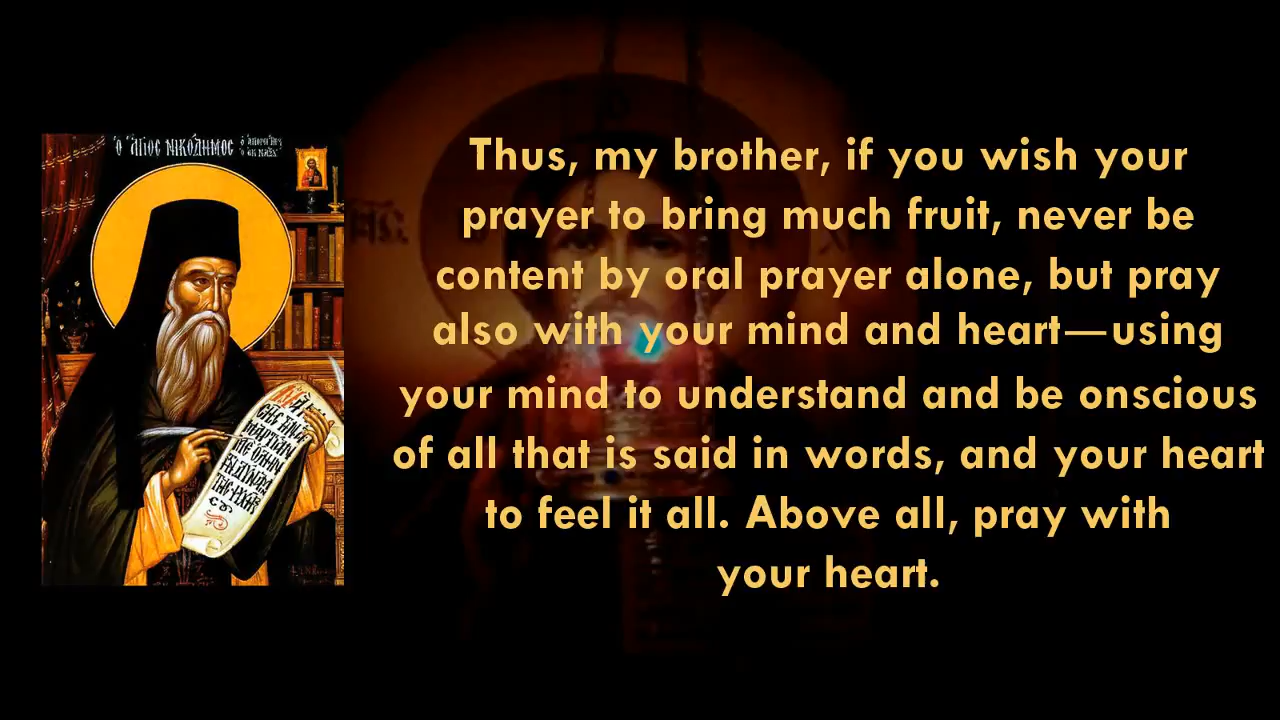 Ὁ ἍΓΙΟΣ ΝΙΚΌΔΗΜΟΣ
Thus, my brother, if you wish your
prayer to bring much fruit, never be
content by oral prayer alone, but pray
also with your mind and heart—using
your mind to understand and be onscious
of all that is said in words, and your heart
to feel it all. Above all, pray with
your heart.